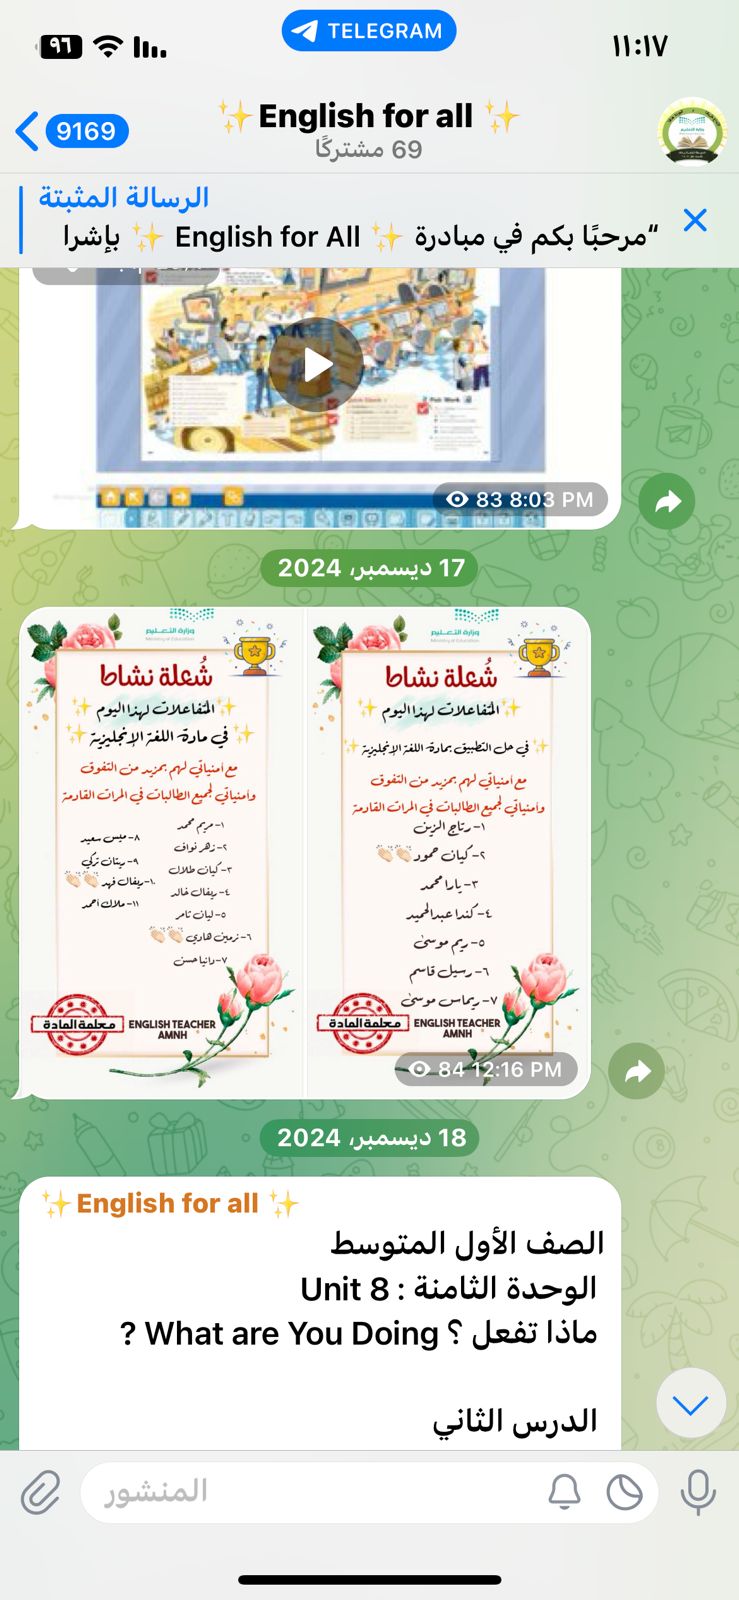 ٩٦
TELEGRAM
١١:١٧
9169
✨ English for all ✨
69 مشتركًا
الرسالة المثبتة
“مرحبًا بكم في مبادرة ✨ English for All ✨ بإشرا
83 8:03 PM
17 ديسمبر، 2024
وزارة التعليم
Ministry of Education
شُعلة نشاط
✨ المتفاعلات لهذا اليوم ✨
✨ في مادة اللغة الإنجليزية ✨
مع أمنياتي لهم بمزيد من التفوق
وأمنياتي لجميع الطالبات في المرات القادمة
١- مريم محمد
٢- زهر نواف
٣- كيان طلال
٤- ريفال خالد
٥- ليان ثامر
٦- نرمين هادي 👏🏻👏🏻
٧- دانيا حسن
٨- ميس سعيد
٩- ريتان تركي
١٠- ريفال فهد 👏🏻👏🏻
١١- ملاك أحمد
معلمة المادة
ENGLISH TEACHER
AMNH
وزارة التعليم
Ministry of Education
شُعلة نشاط
✨ المتفاعلات لهذا اليوم ✨
✨ في حل التطبيق بمادة اللغة الإنجليزية ✨
مع أمنياتي لهم بمزيد من التفوق
وأمنياتي لجميع الطالبات في المرات القادمة
١- رتاج الزين
٢- كيان حمود 👏🏻👏🏻
٣- يارا محمد
٤- كندا عبدالحميد
٥- ريم موسى
٦- رسيل قاسم
٧- ريماس موسى
معلمة المادة
ENGLISH TEACHER
AMNH
84 12:16 PM
18 ديسمبر، 2024
✨ English for all ✨
الصف الأول المتوسط
الوحدة الثامنة : Unit 8
ماذا تفعل ؟ What are You Doing ?
الدرس الثاني
المنشور